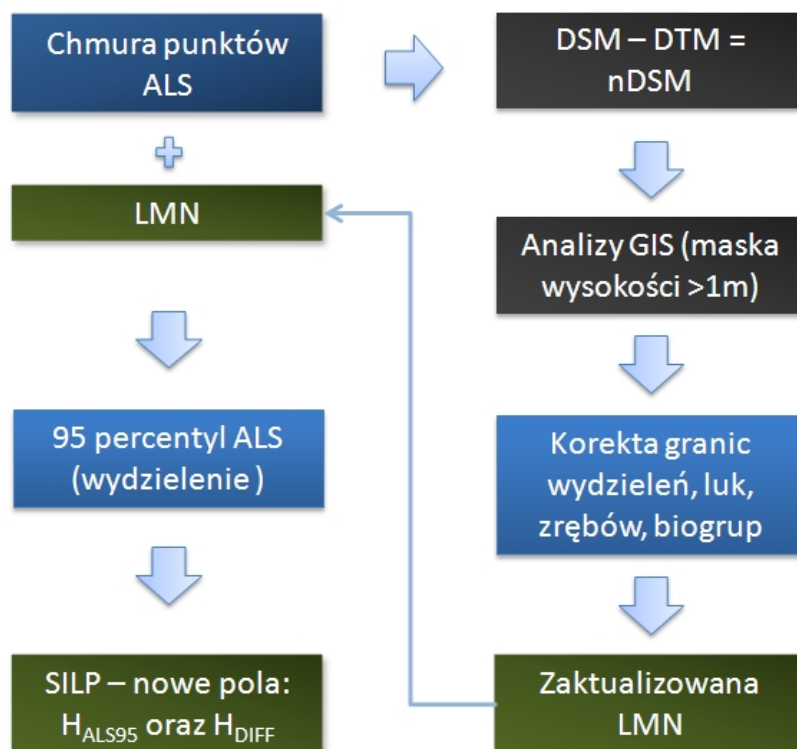 Chmura punktów
ALS
LMN
95 percentyl ALS
(wydzielenie )
SILP – nowe pola:
HALS95 oraz HDIFF
DSM – DTM =
nDSM
Analizy GIS (maska
wysokości >1m)
Korekta granic
wydzieleń, luk,
zrębów, biogrup
Zaktualizowana
LMN